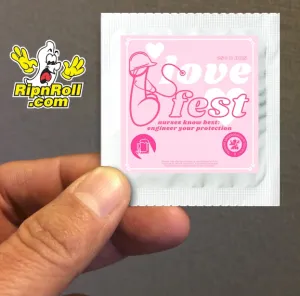 RipnRoll
.com
love
fest
nurses know best:
engineer your protection